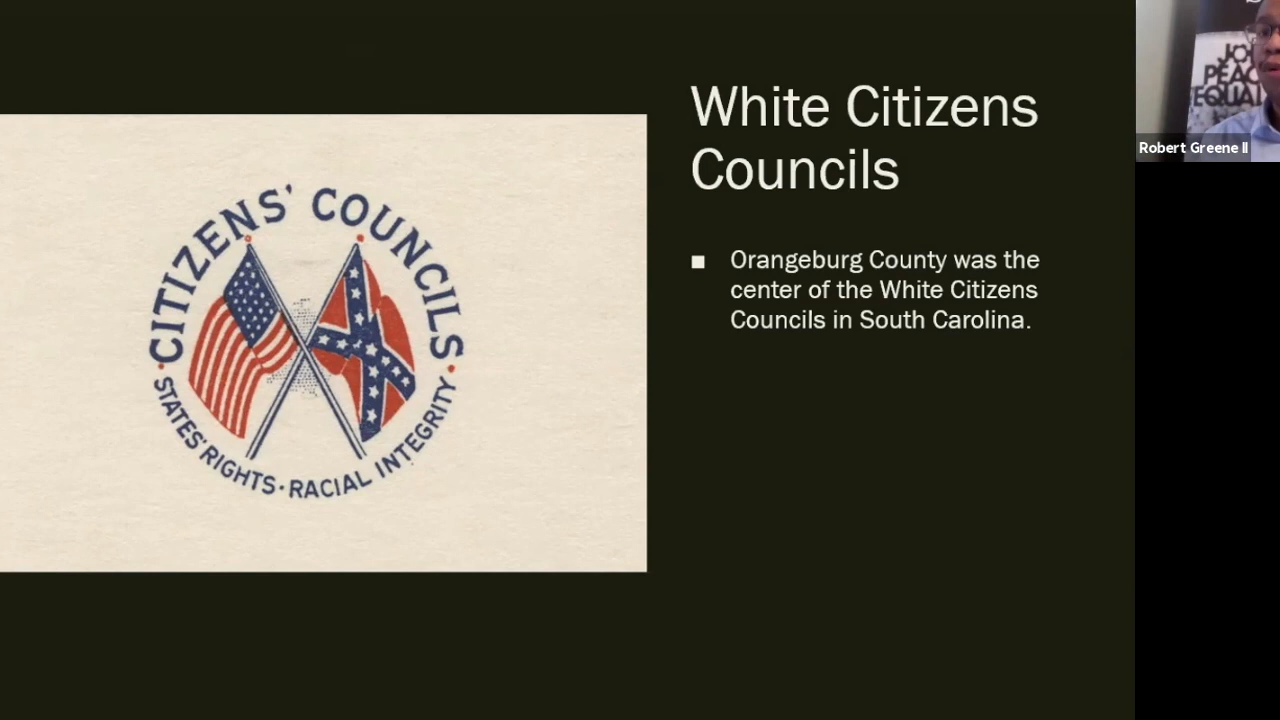 White Citizens
Councils
■ Orangeburg County was the
center of the White Citizens
Councils in South Carolina.
CITIZENS' COUNCILS
STATES' RIGHTS · RACIAL INTEGRITY
Robert Greene II